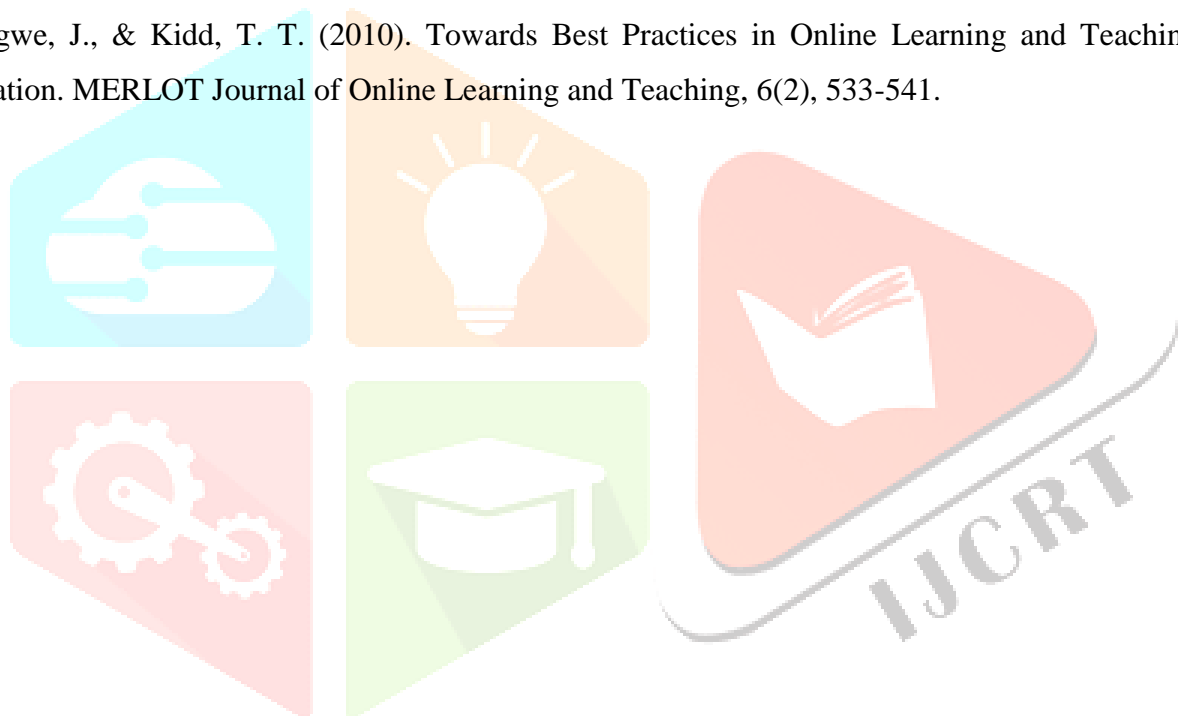 gwe, J., & Kidd, T. T. (2010). Towards Best Practices in Online Learning and Teachin
ation. MERLOT Journal of Online Learning and Teaching, 6(2), 533-541.
IJCRT